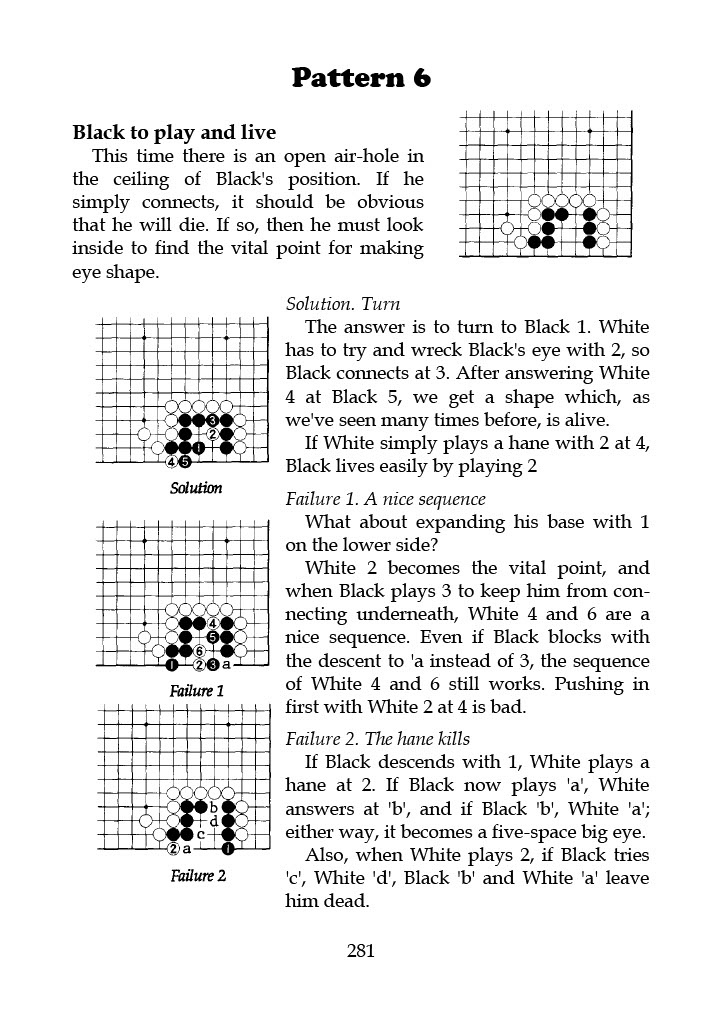 Pattern 6
Black to play and live
This time there is an open air-hole in
the ceiling of Black's position. If he
simply connects, it should be obvious
that he will die. If so, then he must look
inside to find the vital point for making
eye shape.
Solution. Turn
The answer is to turn to Black 1. White
has to try and wreck Black's eye with 2, so
Black connects at 3. After answering White
4 at Black 5, we get a shape which, as
we've seen many times before, is alive.
If White simply plays a hane with 2 at 4,
Black lives easily by playing 2
3
2
1
4 5
Solution
Failure 1. A nice sequence
What about expanding his base with 1
on the lower side?
White 2 becomes the vital point, and
when Black plays 3 to keep him from con-
necting underneath, White 4 and 6 are a
nice sequence. Even if Black blocks with
the descent to 'a instead of 3, the sequence
of White 4 and 6 still works. Pushing in
first with White 2 at 4 is bad.
4
5
6
1 2 3 a
Failure 1
Failure 2. The hane kills
If Black descends with 1, White plays a
hane at 2. If Black now plays 'a', White
answers at 'b', and if Black 'b', White 'a';
either way, it becomes a five-space big eye.
Also, when White plays 2, if Black tries
'c', White 'd', Black 'b' and White 'a' leave
him dead.
b
d
c
2 a 1
Failure 2
281